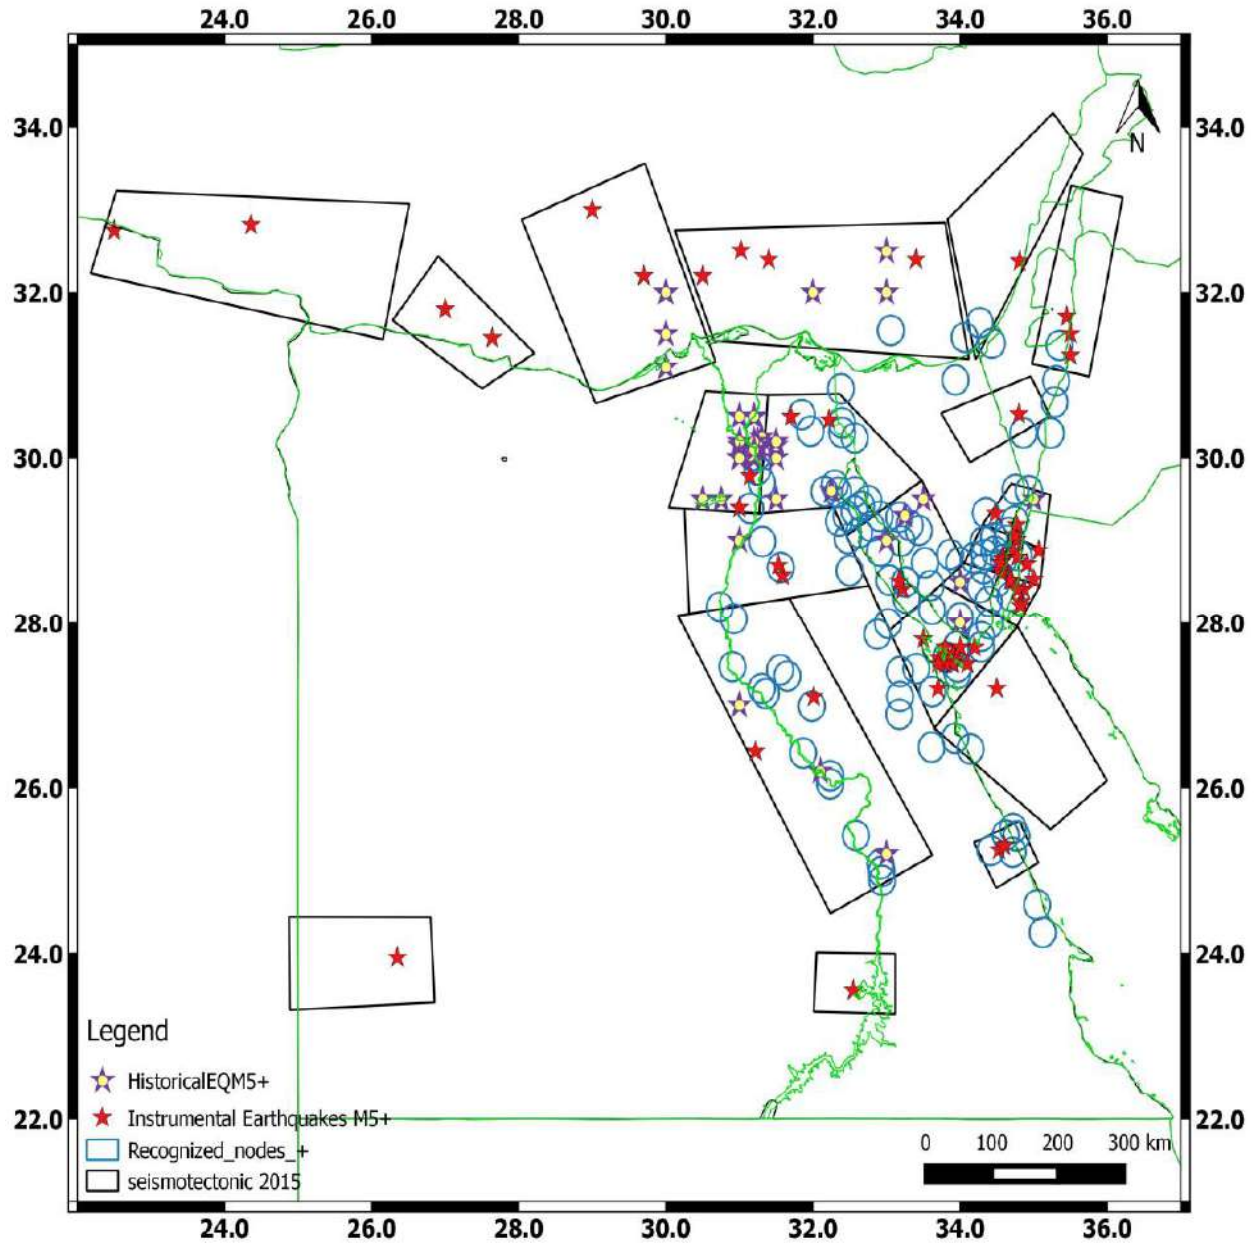 24.0 26.0 28.0 30.0 32.0 34.0 36.0
34.0 34.0
N
32.0 32.0
30.0 30.0
28.0 28.0
26.0 26.0
24.0 24.0
Legend
HistoricalEQM5+
Instrumental Earthquakes M5+
22.0 22.0
Recognized_nodes_+
0 100 200 300 km
seismotectonic 2015
24.0 26.0 28.0 30.0 32.0 34.0 36.0